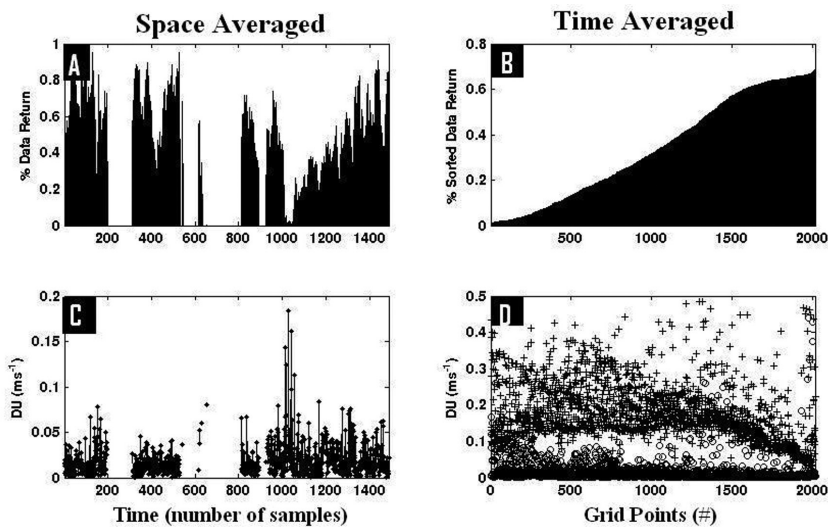 Space Averaged
Time Averaged
A
% Data Return
1
0.8
0.6
0.4
0.2
0
200 400 600 800 1000 1200 1400
B
% Sorted Data Return
0.8
0.6
0.4
0.2
0
500 1000 1500 2000
C
DU (ms-1)
0.2
0.15
0.1
0.05
0
200 400 600 800 1000 1200 1400
Time (number of samples)
D
DU (ms-1)
0.5
0.4
0.3
0.2
0.1
0
0 500 1000 1500 2000
Grid Points (#)